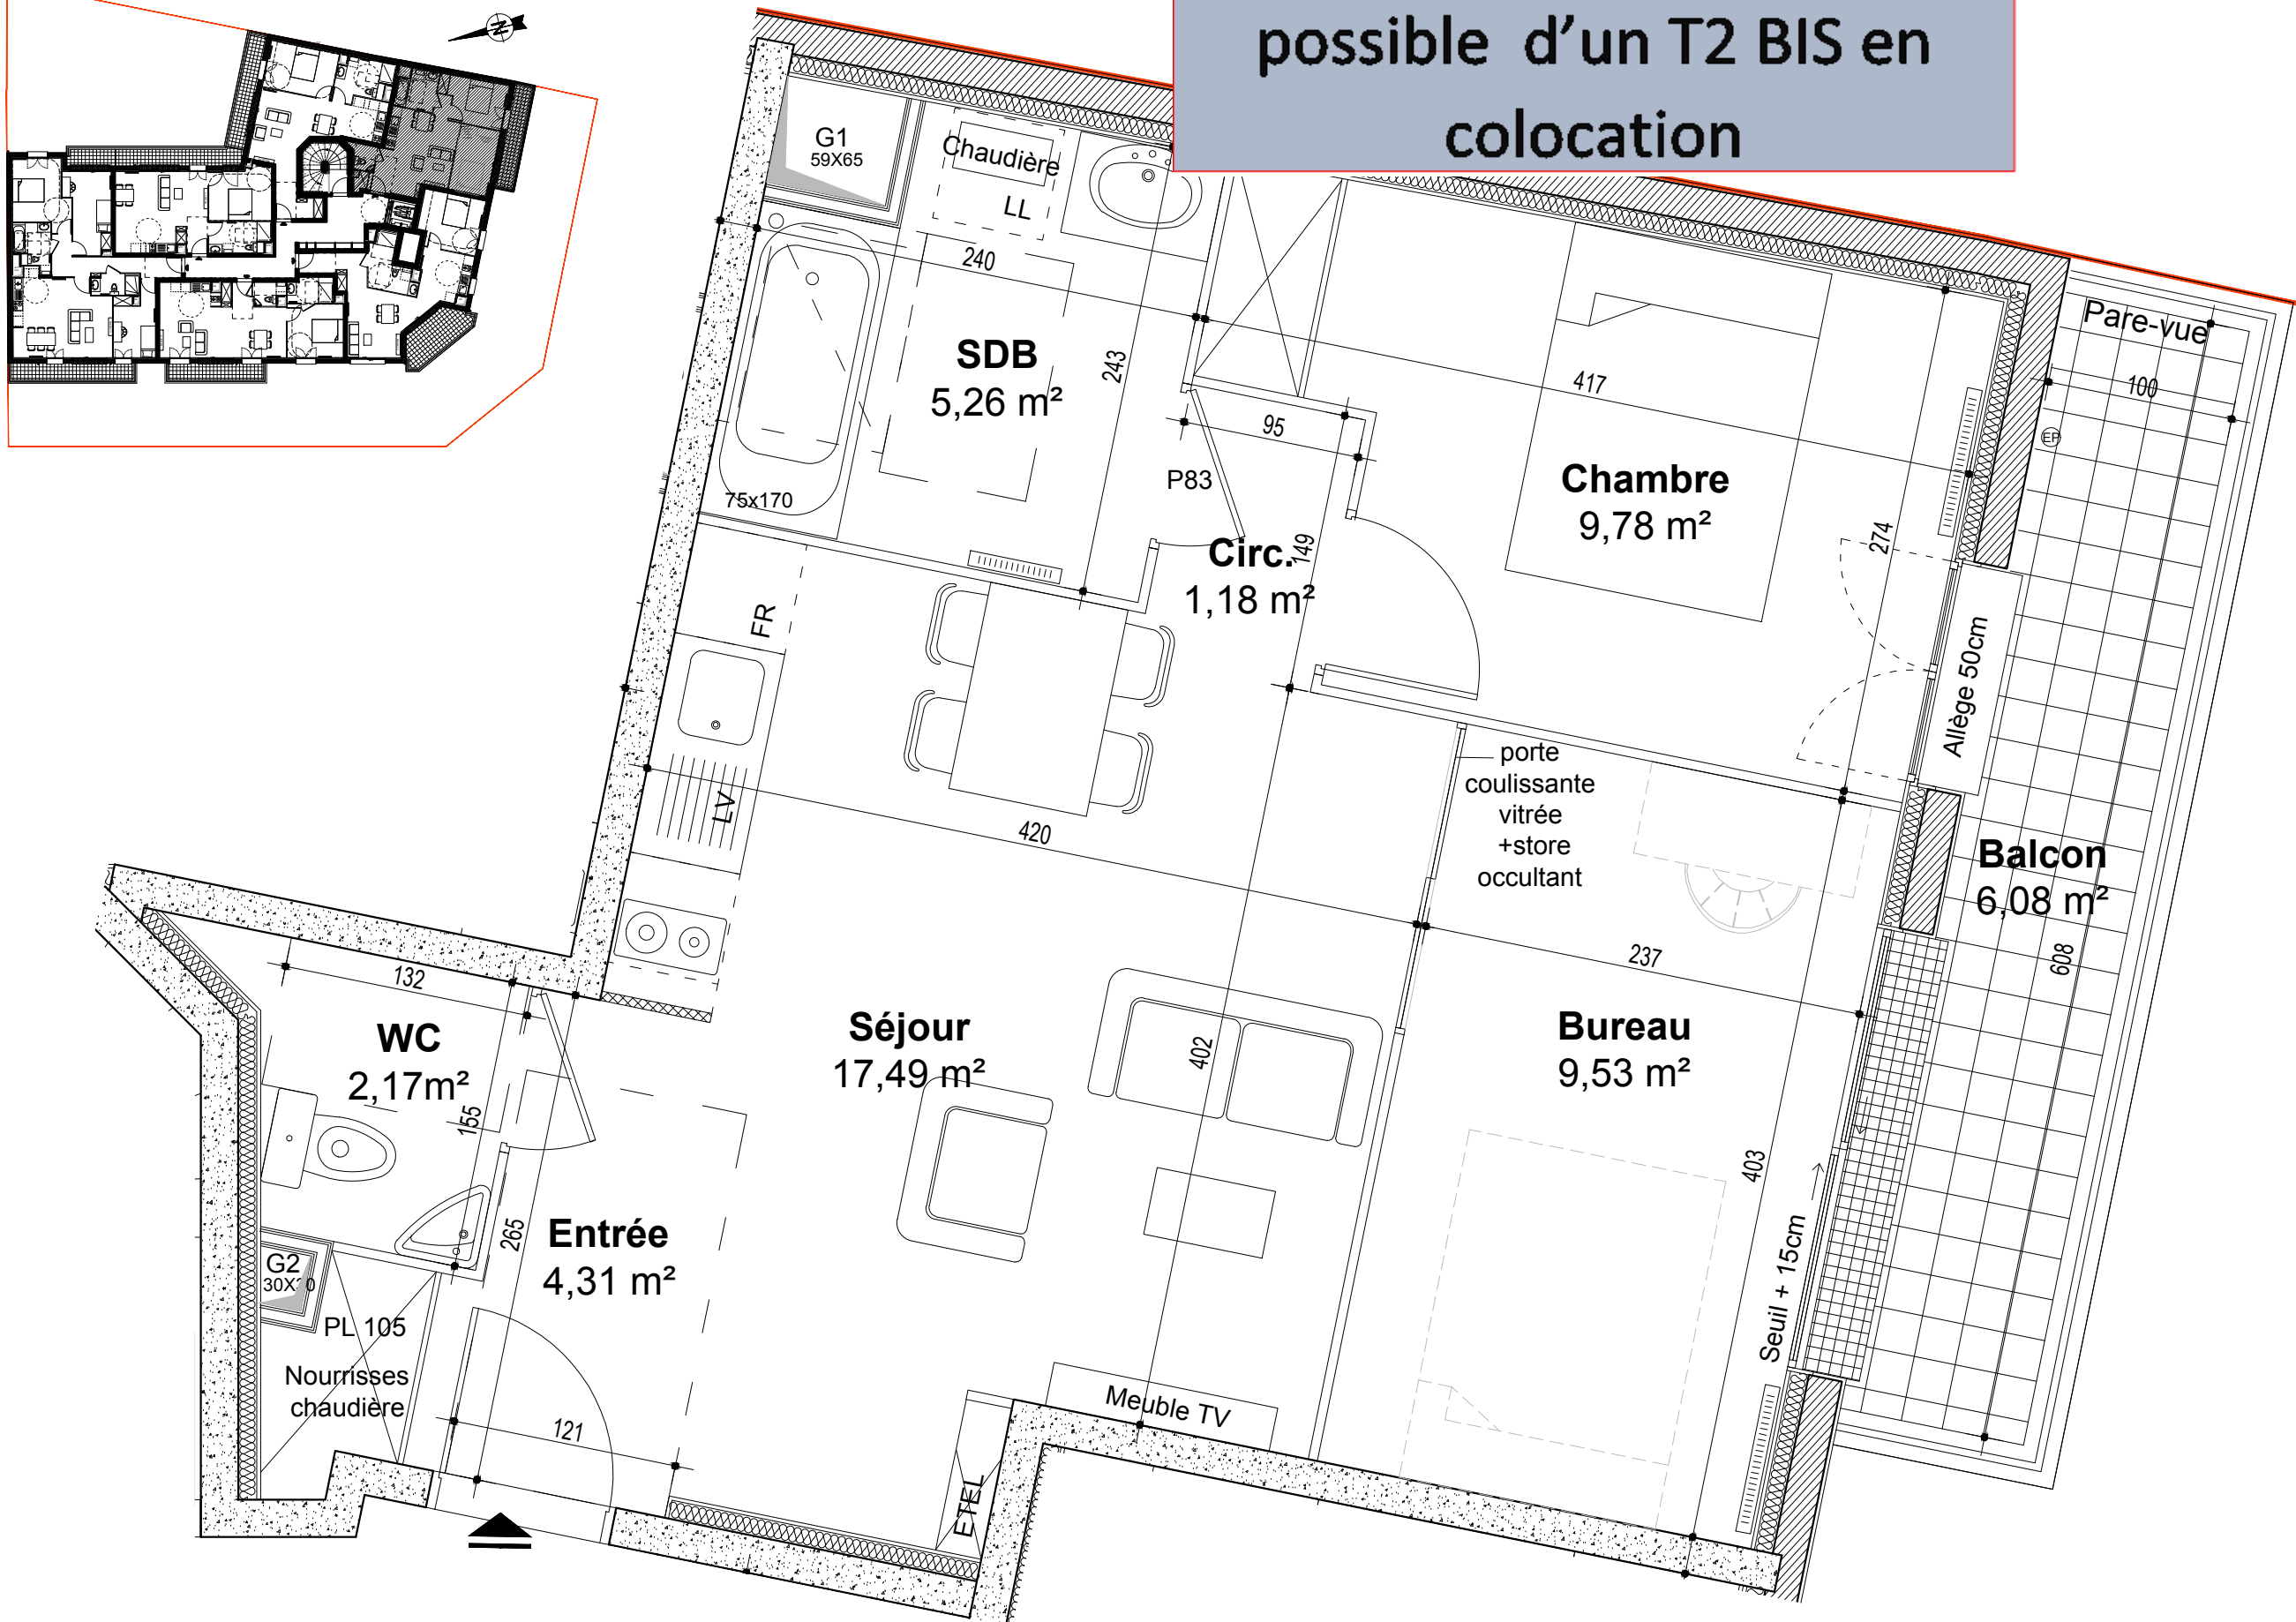 possible d'un T2 BIS en
colocation
N
G1
59X65
Chaudière
LL
240
SDB
5,26 m²
243
75x170
95
P83
Circ.
1,18 m²
149
417
Chambre
9,78 m²
274
Pare-vue
100
EP
Allège 50cm
FR
LV
420
porte
coulissante
vitrée
+store
occultant
Balcon
6,08 m²
608
237
Bureau
9,53 m²
403
Seuil + 15cm
132
WC
2,17m²
155
Séjour
17,49 m²
402
265
Entrée
4,31 m²
G2
PL 105
Nourrisses
chaudière
121
Meuble TV
ETEL